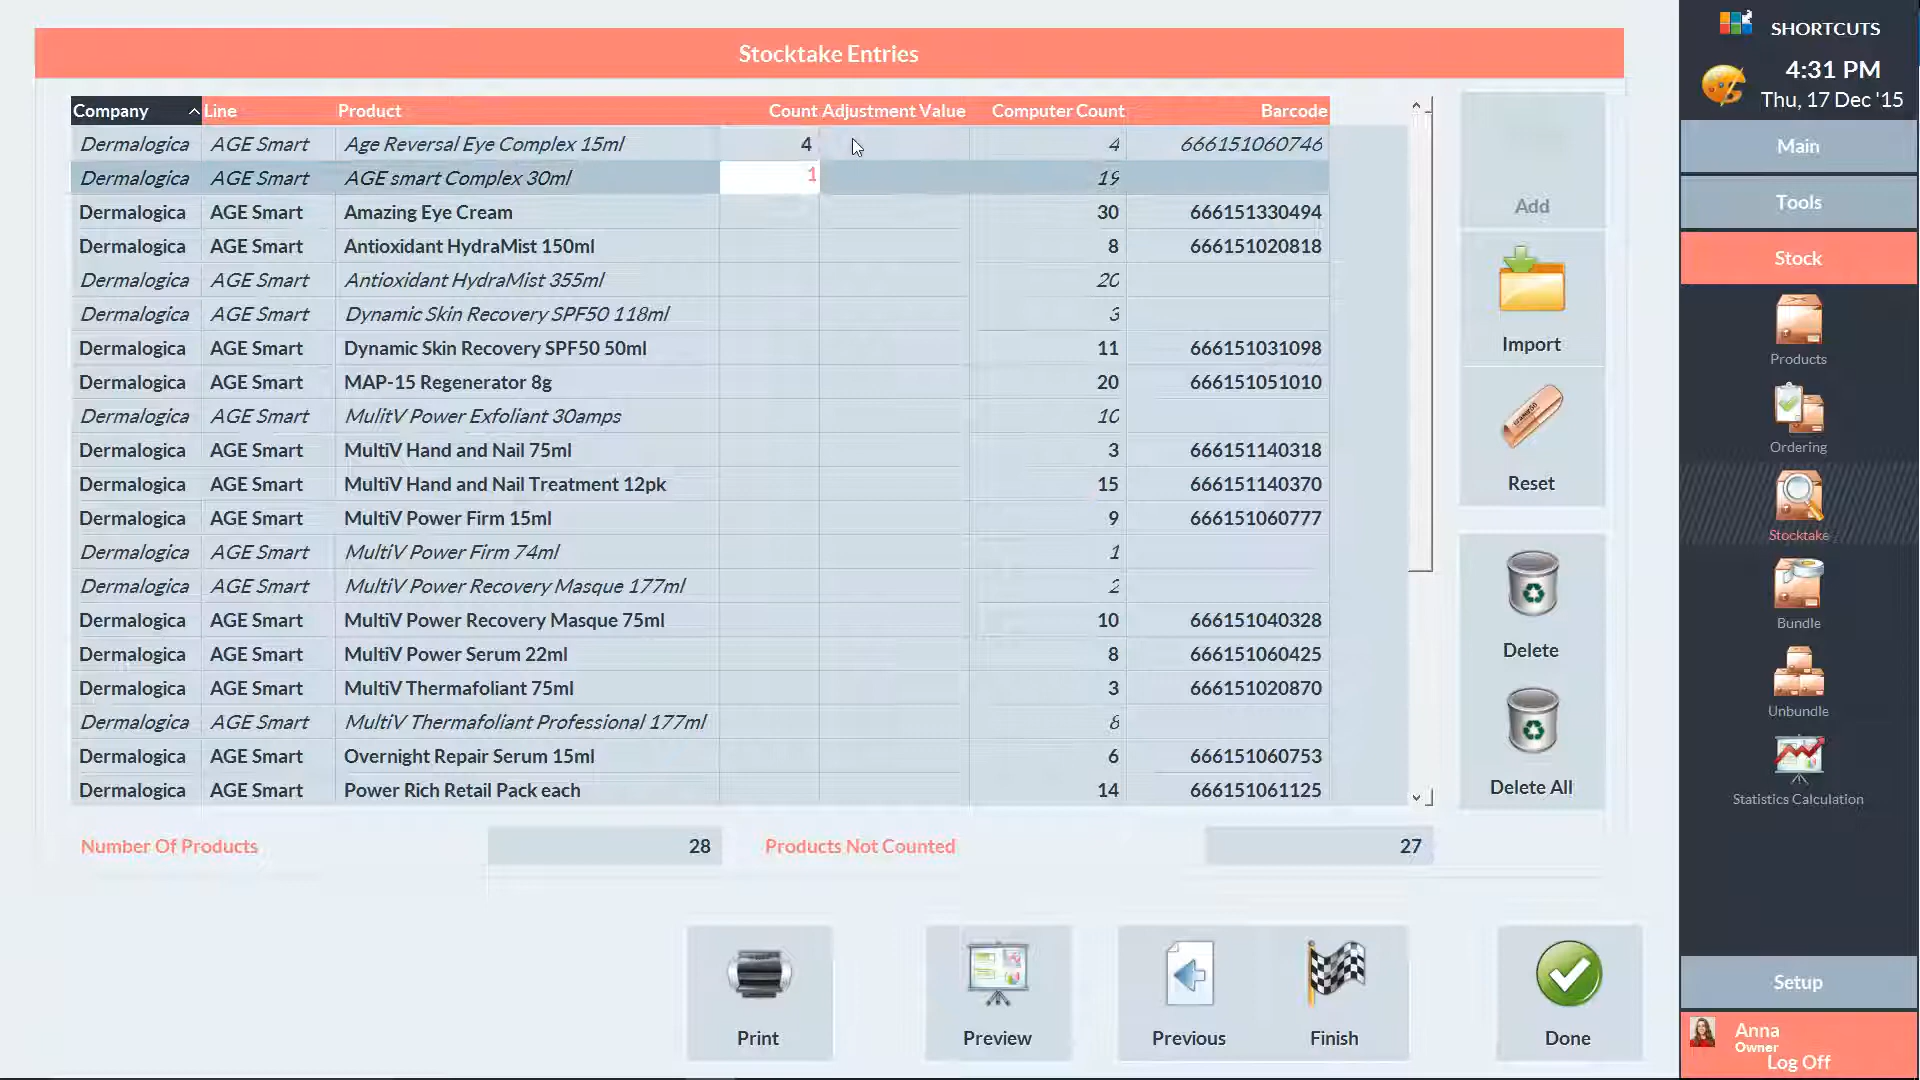 Stocktake Entries
Company Line Product Count Adjustment Value Computer Count Barcode
Dermalogica AGE Smart Age Reversal Eye Complex 15ml 4 4 666151060746
Dermalogica AGE Smart AGE smart Complex 30ml 1 19
Dermalogica AGE Smart Amazing Eye Cream 30 666151330494
Dermalogica AGE Smart Antioxidant HydraMist 150ml 8 666151020818
Dermalogica AGE Smart Antioxidant HydraMist 355ml 20
Dermalogica AGE Smart Dynamic Skin Recovery SPF50 118ml 3
Dermalogica AGE Smart Dynamic Skin Recovery SPF50 50ml 11 666151031098
Dermalogica AGE Smart MAP-15 Regenerator 8g 20 666151051010
Dermalogica AGE Smart MulitV Power Exfoliant 30amps 10
Dermalogica AGE Smart MultiV Hand and Nail 75ml 3 666151140318
Dermalogica AGE Smart MultiV Hand and Nail Treatment 12pk 15 666151140370
Dermalogica AGE Smart MultiV Power Firm 15ml 9 666151060777
Dermalogica AGE Smart MultiV Power Firm 74ml 1
Dermalogica AGE Smart MultiV Power Recovery Masque 177ml 2
Dermalogica AGE Smart MultiV Power Recovery Masque 75ml 10 666151040328
Dermalogica AGE Smart MultiV Power Serum 22ml 8 666151060425
Dermalogica AGE Smart MultiV Thermafoliant 75ml 3 666151020870
Dermalogica AGE Smart MultiV Thermafoliant Professional 177ml 8
Dermalogica AGE Smart Overnight Repair Serum 15ml 6 666151060753
Dermalogica AGE Smart Power Rich Retail Pack each 14 666151061125
Number Of Products 28 Products Not Counted 27
Add
Import
Reset
Delete
Delete All
Print
Preview
Previous
Finish
Done
SHORTCUTS
4:31 PM
Thu, 17 Dec '15
Main
Tools
Stock
Products
Ordering
Stocktake
Bundle
Unbundle
Statistics Calculation
Setup
Anna
Owner
Log Off